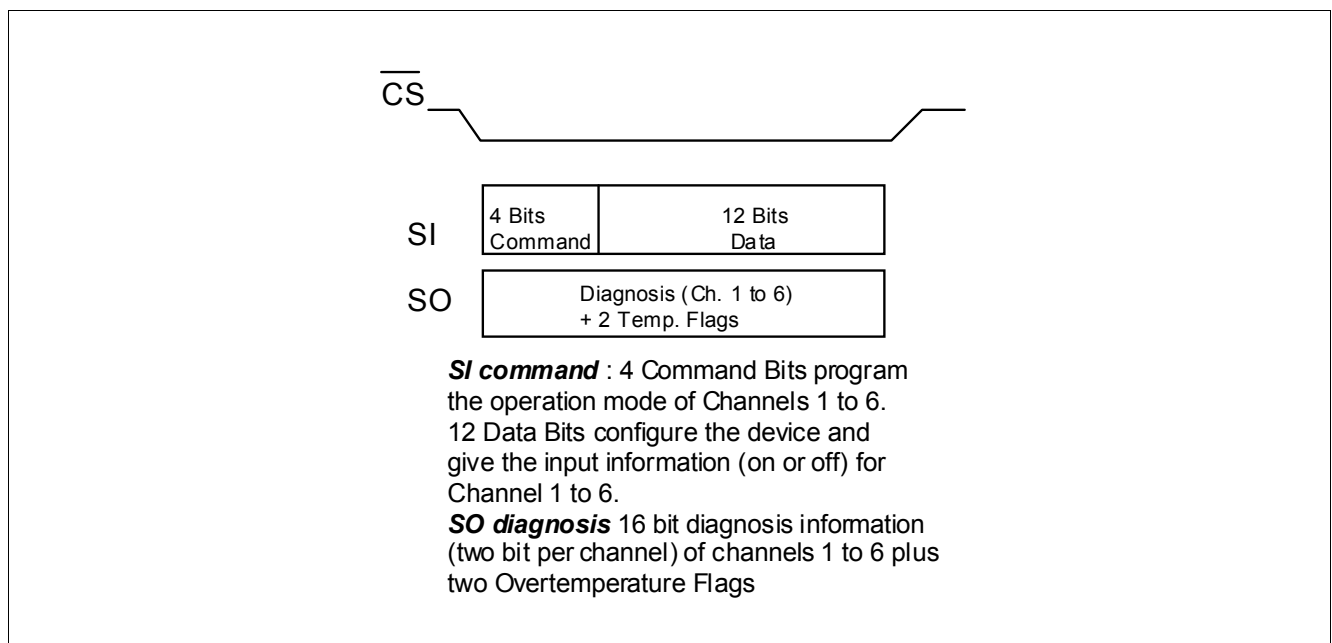 CS
SI
4 Bits
Command
12 Bits
Data
SO
Diagnosis (Ch. 1 to 6)
+ 2 Temp. Flags
SI command : 4 Command Bits program
the operation mode of Channels 1 to 6.
12 Data Bits configure the device and
give the input information (on or off) for
Channel 1 to 6.
SO diagnosis 16 bit diagnosis information
(two bit per channel) of channels 1 to 6 plus
two Overtemperature Flags